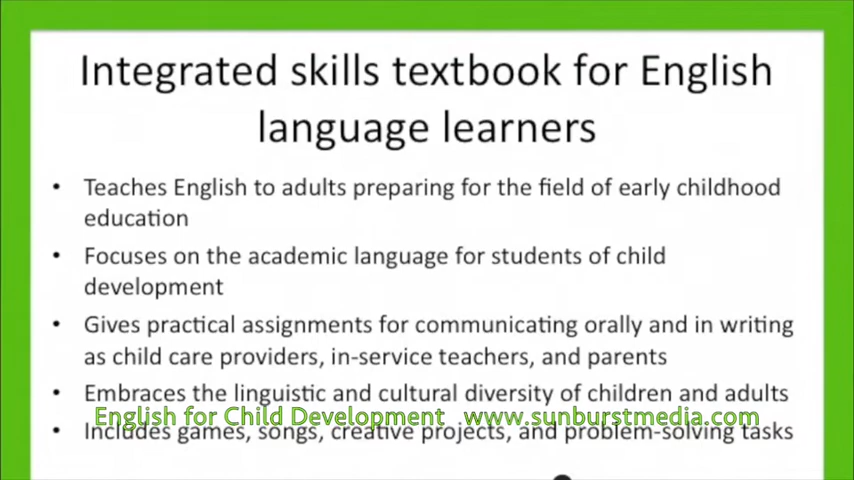 Integrated skills textbook for English
language learners
• Teaches English to adults preparing for the field of early childhood
education
• Focuses on the academic language for students of child
development
• Gives practical assignments for communicating orally and in writing
as child care providers, in-service teachers, and parents
• Embraces the linguistic and cultural diversity of children and adults
English for Child Development www.sunburstmedia.com
• Includes games, songs, creative projects, and problem-solving tasks